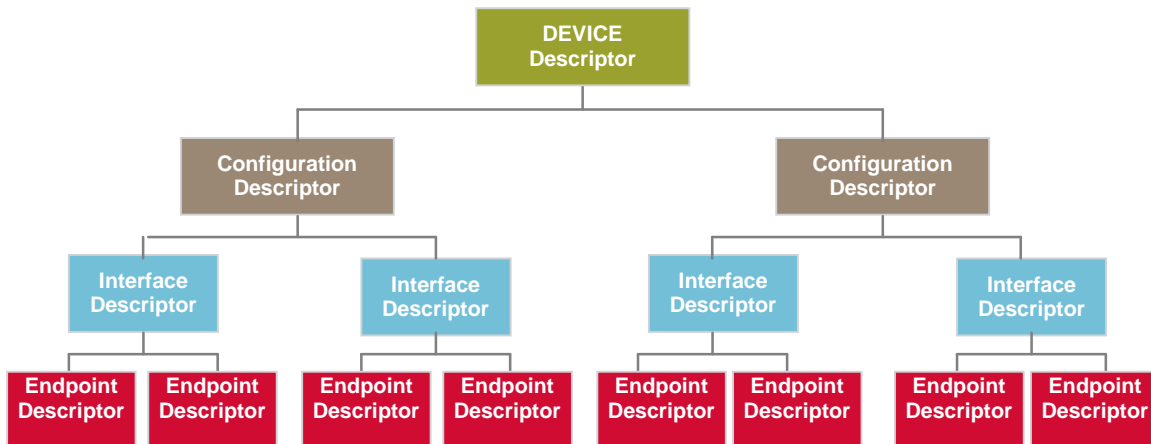 DEVICE
Descriptor
Configuration
Descriptor
Configuration
Descriptor
Interface
Descriptor
Interface
Descriptor
Interface
Descriptor
Interface
Descriptor
Endpoint
Descriptor
Endpoint
Descriptor
Endpoint
Descriptor
Endpoint
Descriptor
Endpoint
Descriptor
Endpoint
Descriptor
Endpoint
Descriptor
Endpoint
Descriptor